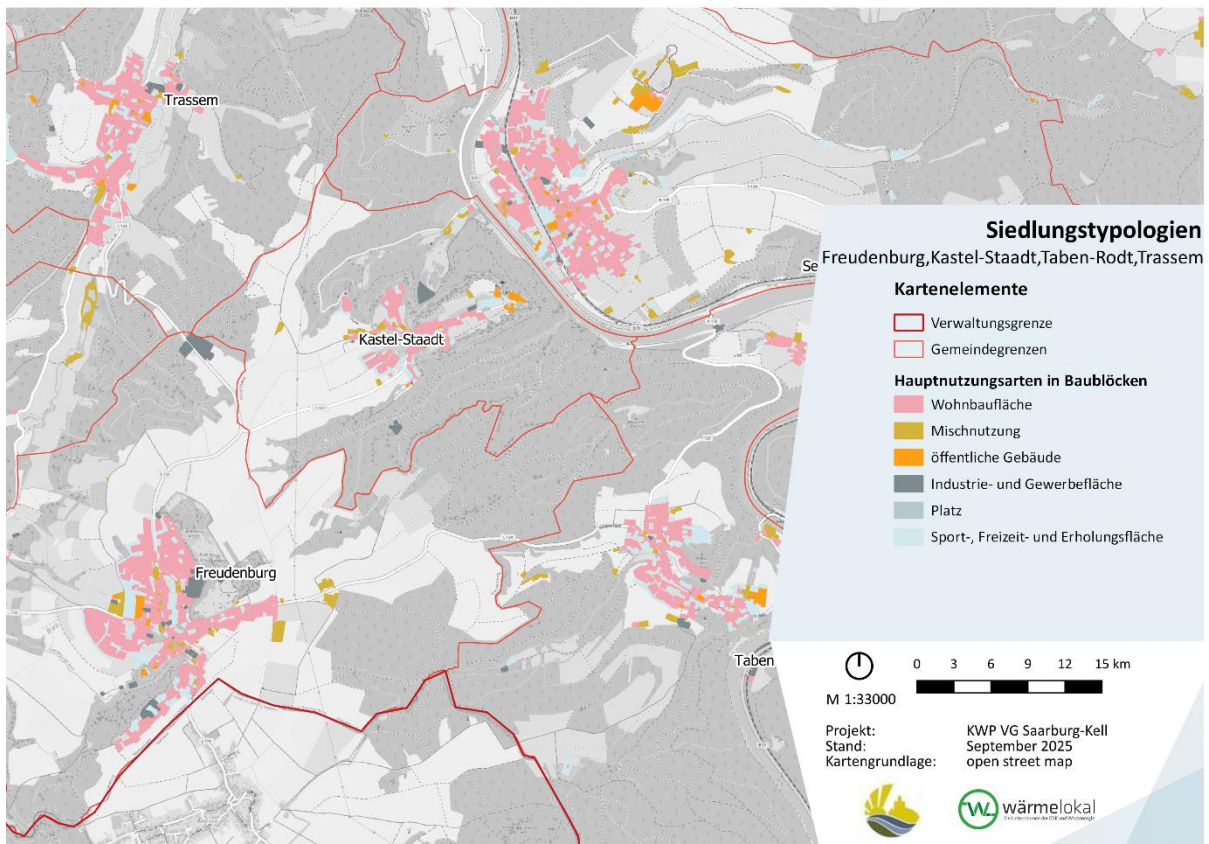 Trassem
Kastel-Staadt
Freudenburg
Taben
Se
Siedlungstypologien
Freudenburg,Kastel-Staadt,Taben-Rodt,Trassem
Kartenelemente
Verwaltungsgrenze
Gemeindegrenzen
Hauptnutzungsarten in Baublöcken
Wohnbaufläche
Mischnutzung
öffentliche Gebäude
Industrie- und Gewerbefläche
Platz
Sport-, Freizeit- und Erholungsfläche
0 3 6 9 12 15 km
M 1:33000
Projekt: KWP VG Saarburg-Kell
Stand: September 2025
Kartengrundlage: open street map
wärmelokal